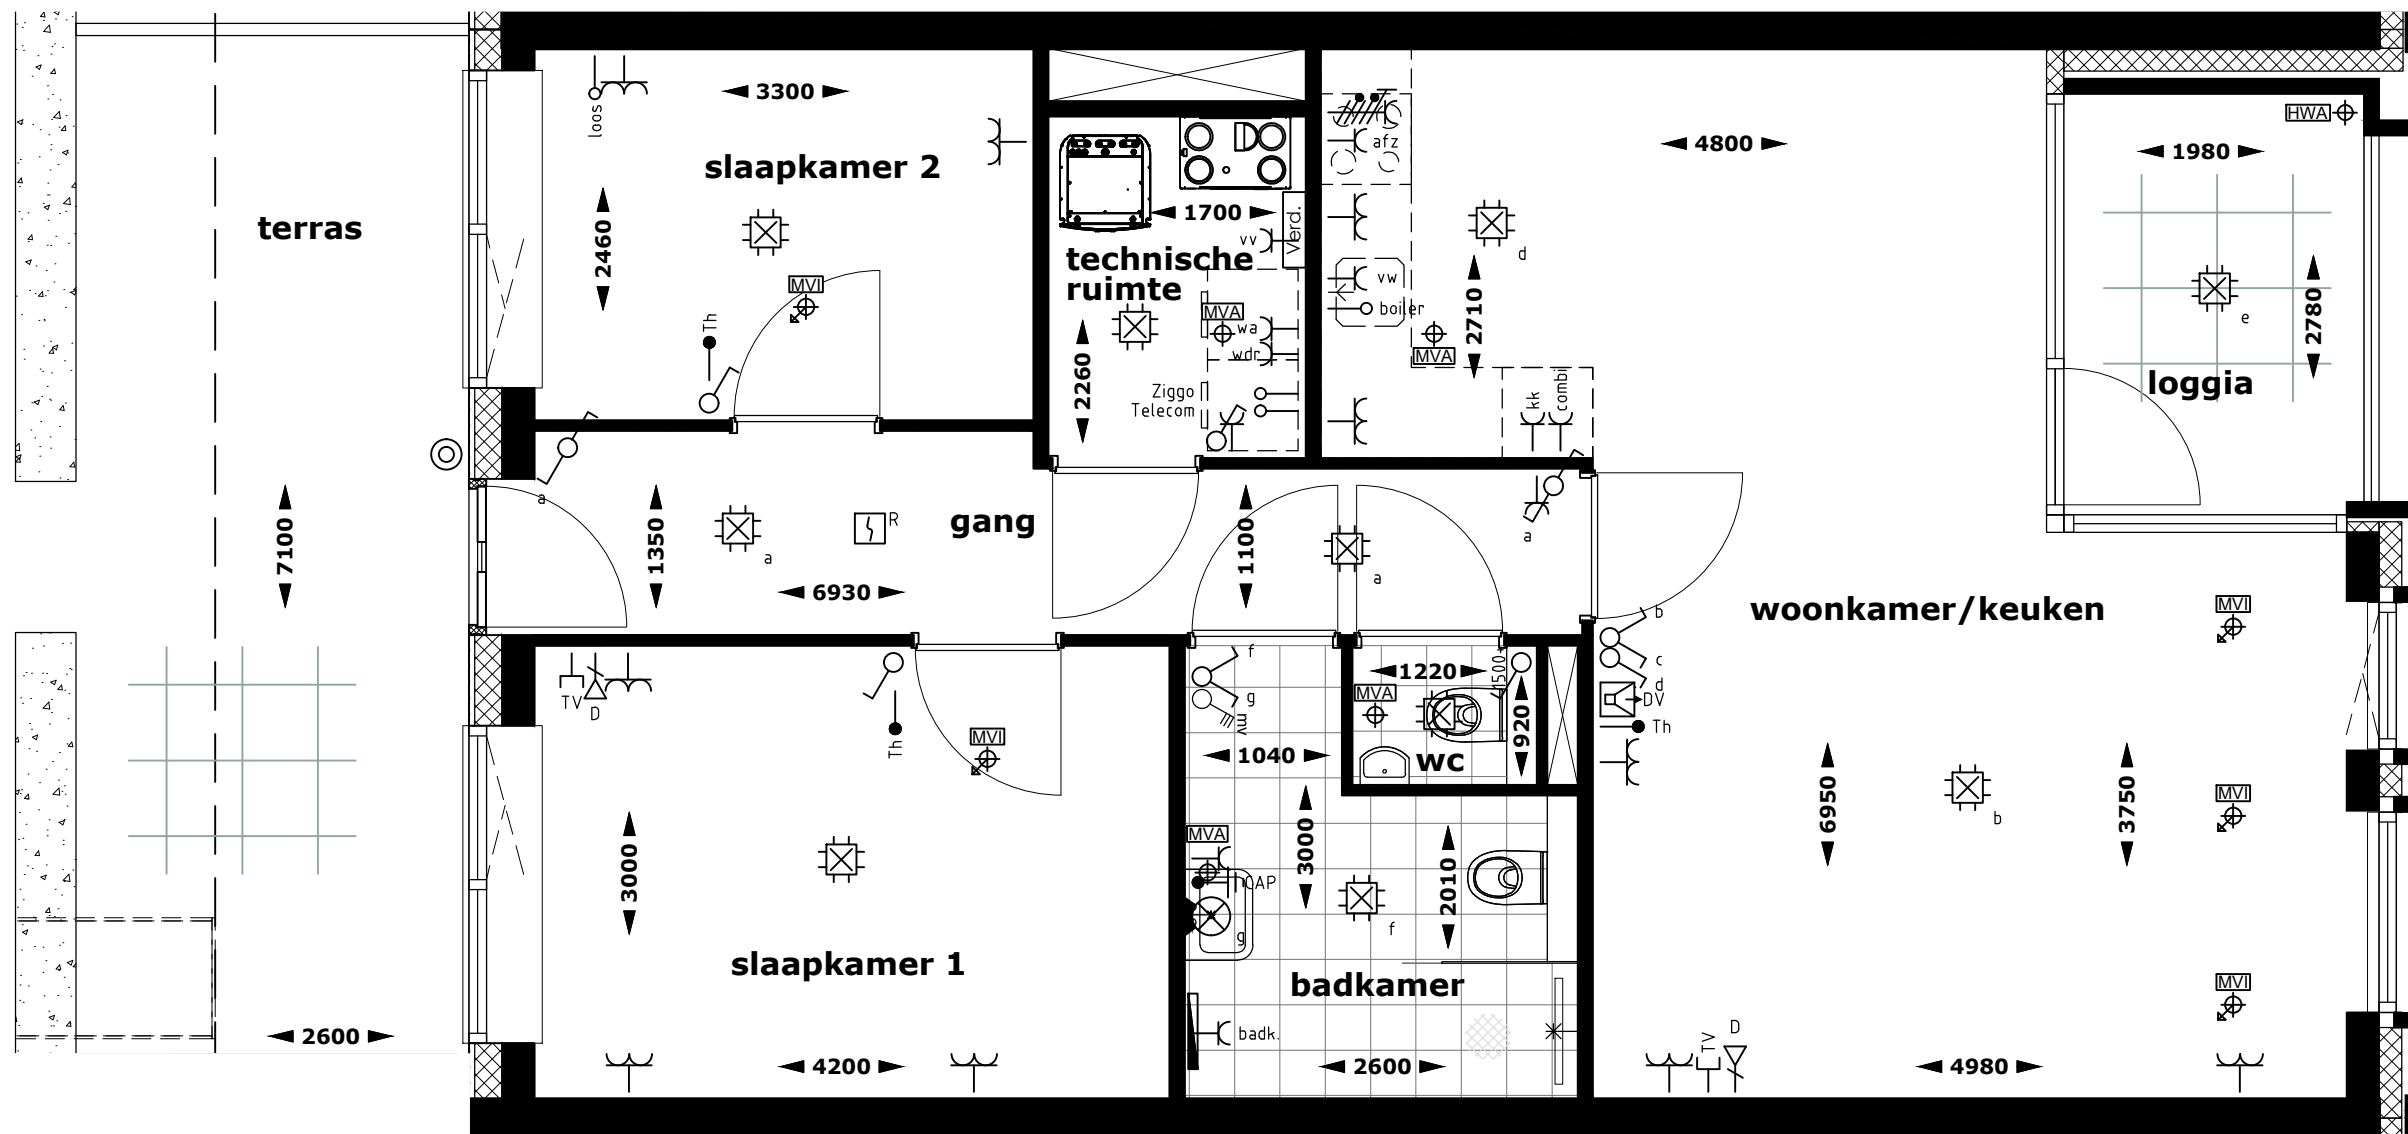 loos
3300
slaapkamer 2
2460
MVI
Th
terras
7100
2600
1700
Verd.
vv
technische
ruimte
MVA
wa
wdr
2260
Ziggo
Telecom
afz
vw
boiler
MVA
4800
d
2710
kk
combi
HWA
1980
e
2780
loggia
a
1350
a
R
gang
6930
1100
a
a
woonkamer/keuken
b
c
d
DV
Th
MVI
6950
3750
b
MVI
MVI
TV
D
4980
TV
D
Th
MVI
3000
slaapkamer 1
4200
f
g
mv
1040
MVA
1220
1500+
920
wc
MVA
CAP
g
3000
2010
f
badkamer
badk.
2600